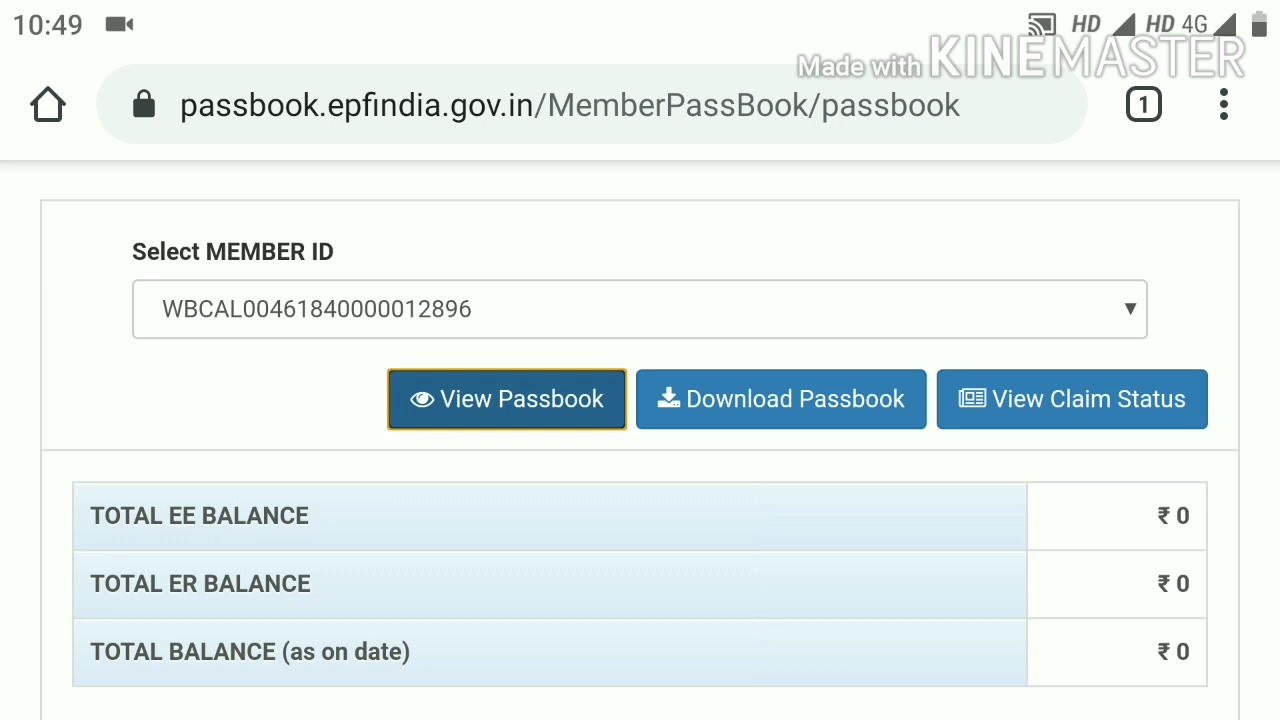 10:49
HD HD 4G
Made with KINEMASTER
passbook.epfindia.gov.in/MemberPassBook/passbook
1
Select MEMBER ID
WBCAL00461840000012896
View Passbook Download Passbook View Claim Status
TOTAL EE BALANCE ₹ 0
TOTAL ER BALANCE ₹ 0
TOTAL BALANCE (as on date) ₹ 0